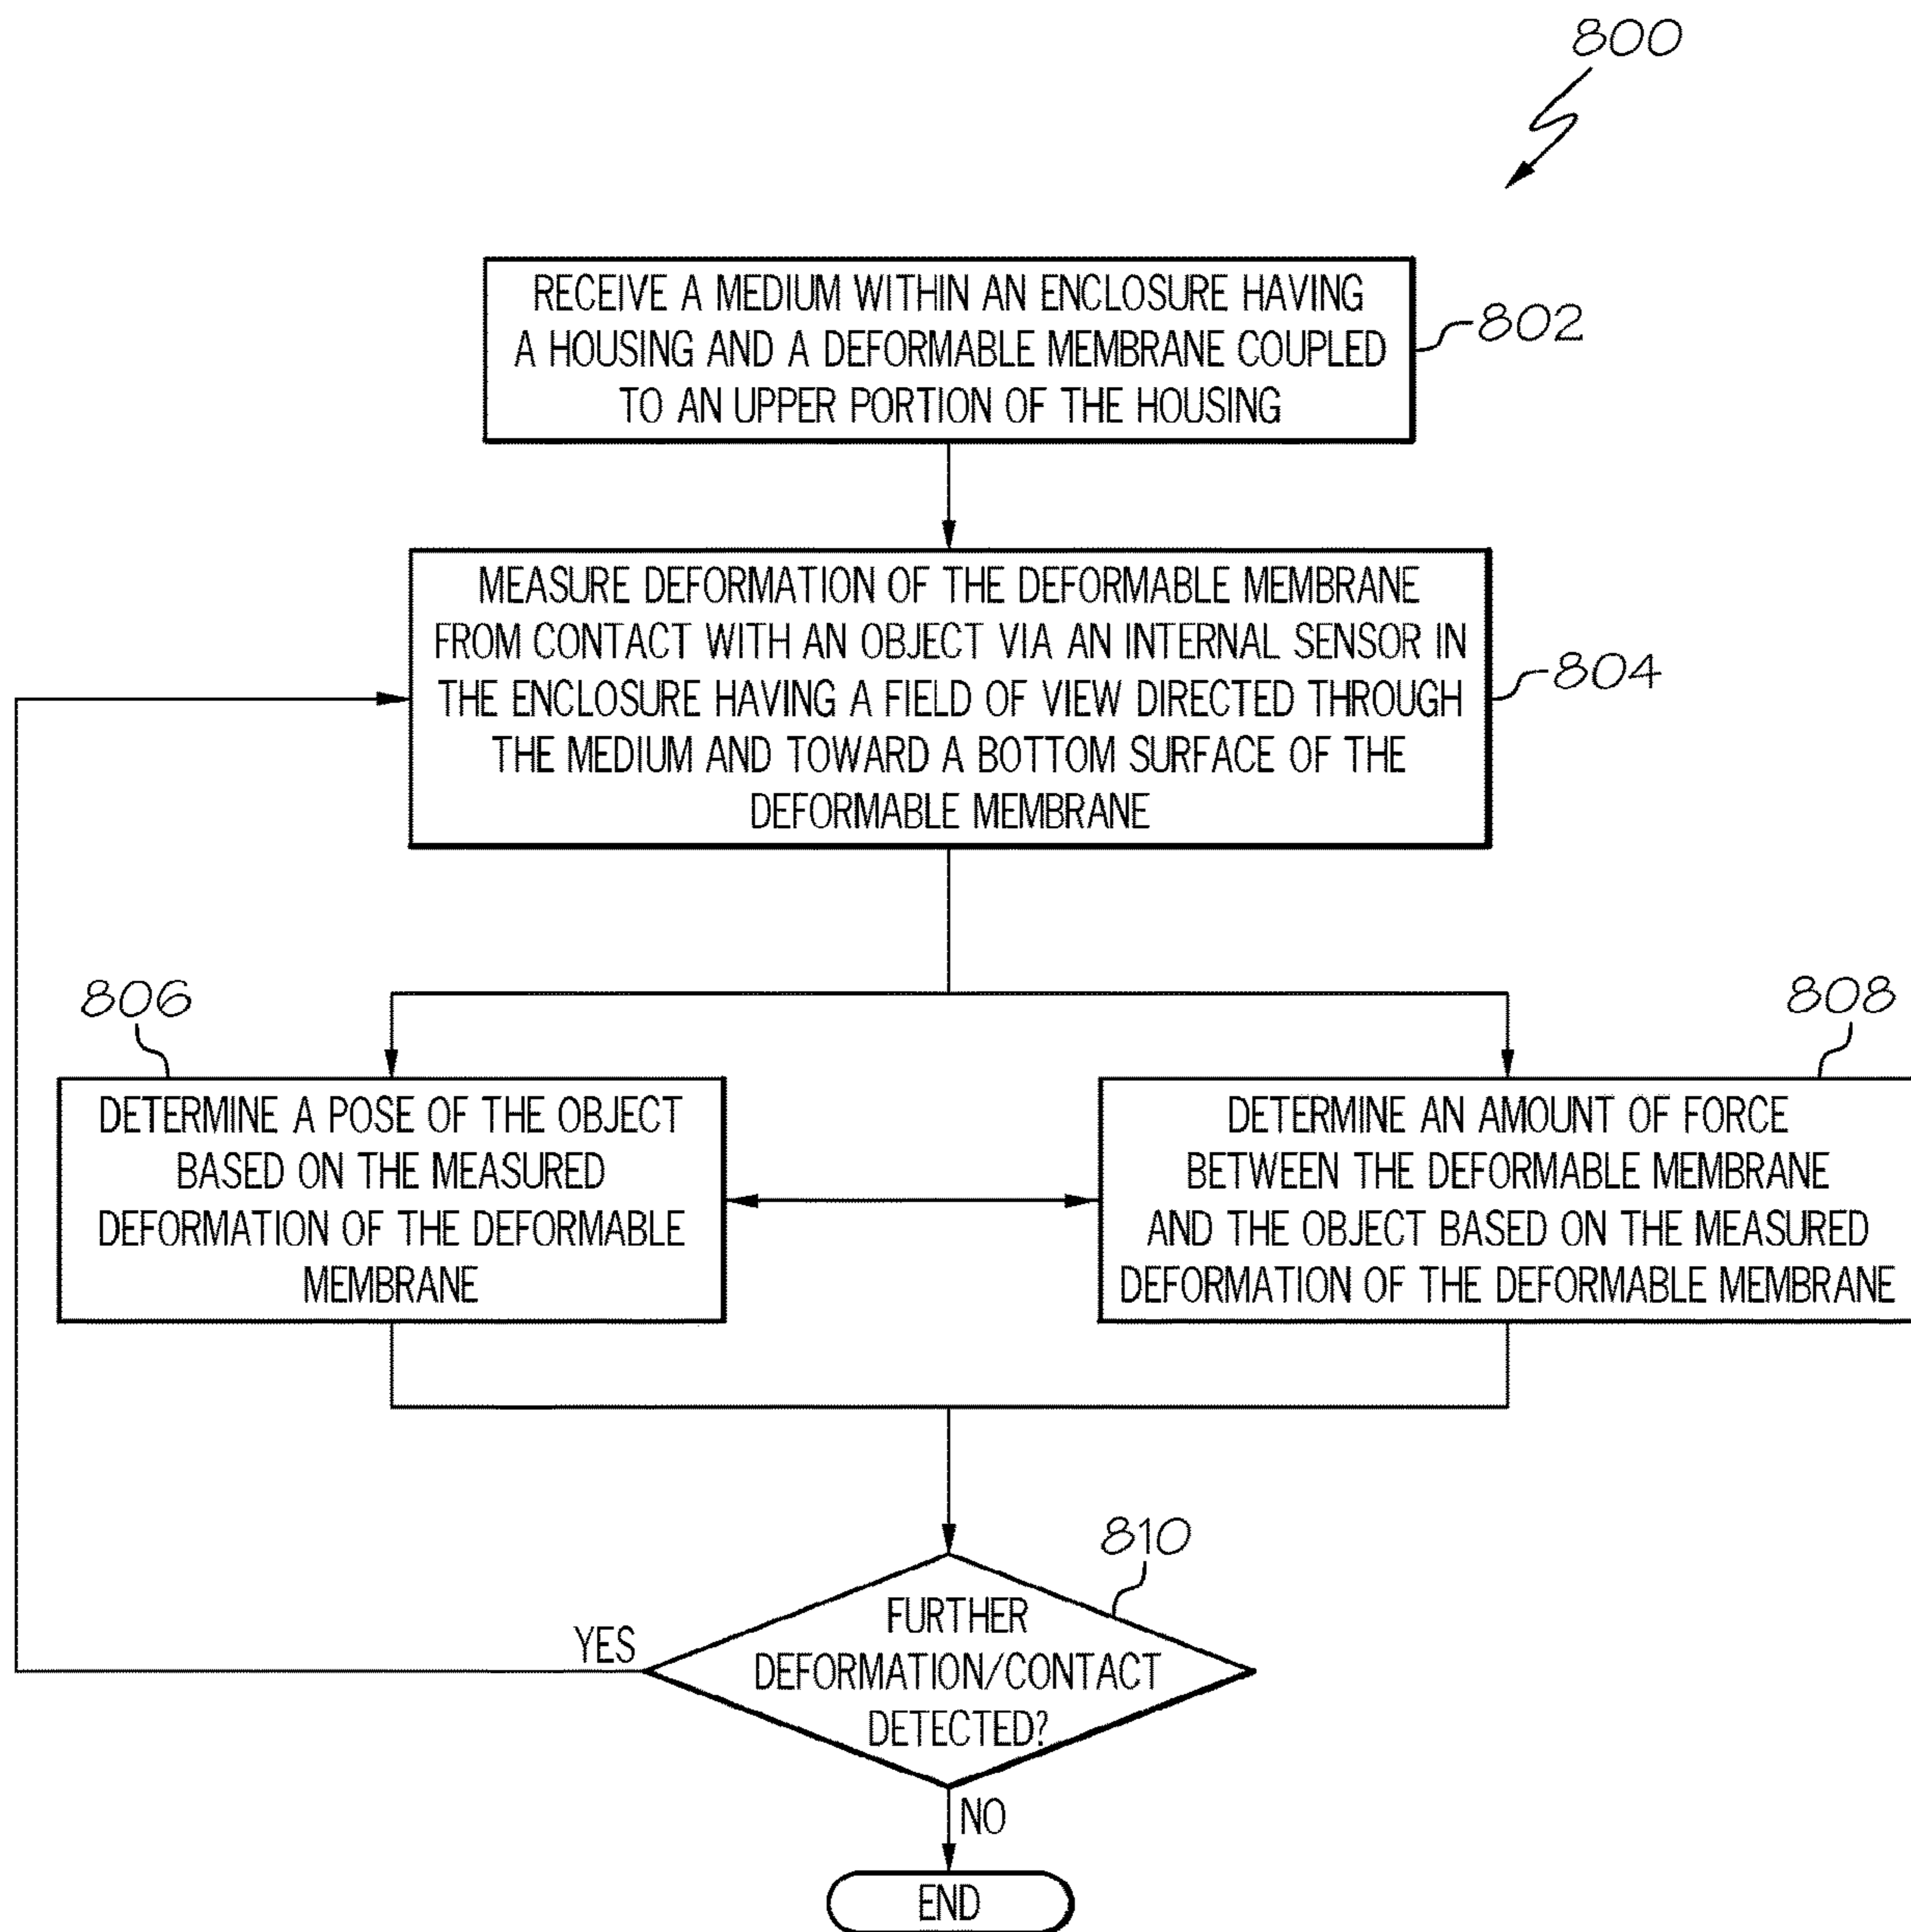 800
RECEIVE A MEDIUM WITHIN AN ENCLOSURE HAVING
A HOUSING AND A DEFORMABLE MEMBRANE COUPLED
TO AN UPPER PORTION OF THE HOUSING
802
MEASURE DEFORMATION OF THE DEFORMABLE MEMBRANE
FROM CONTACT WITH AN OBJECT VIA AN INTERNAL SENSOR IN
THE ENCLOSURE HAVING A FIELD OF VIEW DIRECTED THROUGH
THE MEDIUM AND TOWARD A BOTTOM SURFACE OF THE
DEFORMABLE MEMBRANE
804
806
DETERMINE A POSE OF THE OBJECT
BASED ON THE MEASURED
DEFORMATION OF THE DEFORMABLE
MEMBRANE
808
DETERMINE AN AMOUNT OF FORCE
BETWEEN THE DEFORMABLE MEMBRANE
AND THE OBJECT BASED ON THE MEASURED
DEFORMATION OF THE DEFORMABLE MEMBRANE
810
FURTHER
DEFORMATION/CONTACT
DETECTED?
YES
NO
END